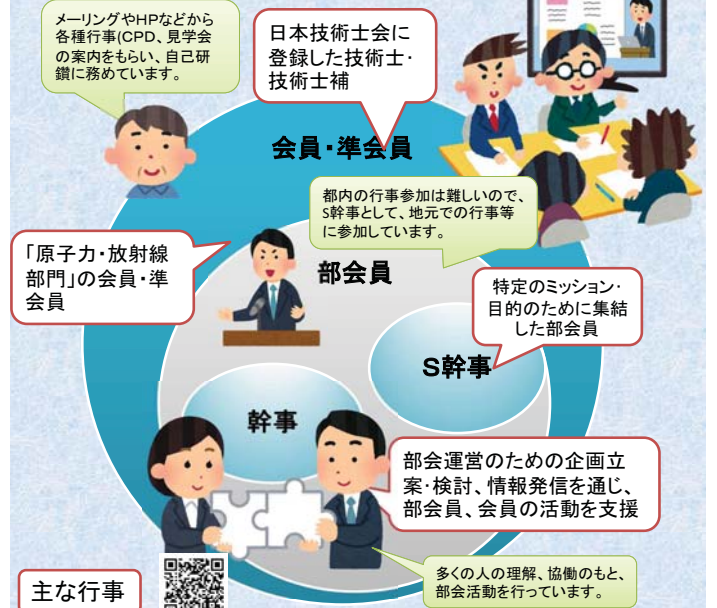 メーリングやHPなどから
各種行事(CPD、見学会
の案内をもらい、自己研
鑽に務めています。
日本技術士会に
登録した技術士・
技術士補
会員・準会員
都内の行事参加は難しいので、
S幹事として、地元での行事等
に参加しています。
「原子力・放射線
部門」の会員・準
会員
部会員
特定のミッション・
目的のために集結
した部会員
S幹事
幹事
部会運営のための企画立
案・検討、情報発信を通じ、
部会員、会員の活動を支援
多くの人の理解、協働のもと、
部会活動を行っています。
主な行事